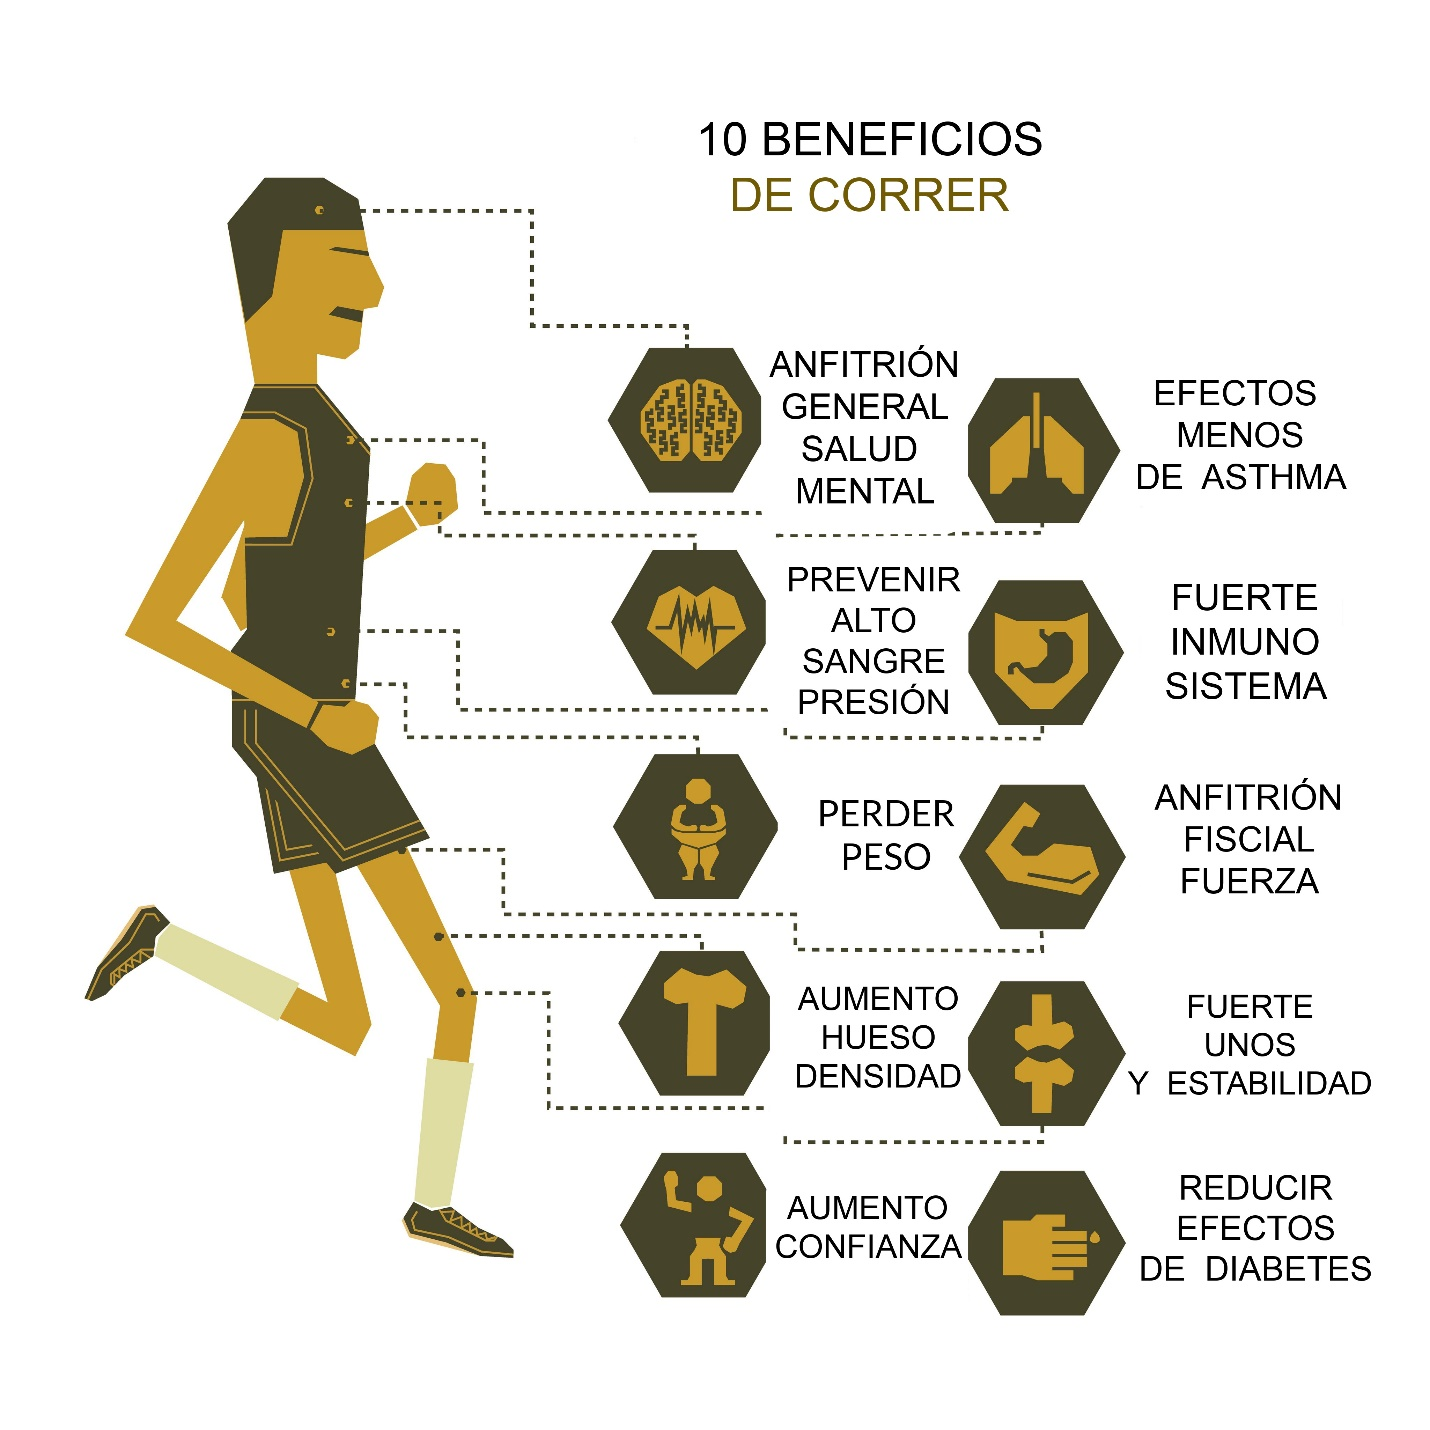 10 BENEFICIOS
DE CORRER
ANFITRIÓN
GENERAL
SALUD
MENTAL
EFECTOS
MENOS
DE ASTHMA
PREVENIR
ALTO
SANGRE
PRESIÓN
FUERTE
INMUNO
SISTEMA
PERDER
PESO
ANFITRIÓN
FISCIAL
FUERZA
AUMENTO
HUESO
DENSIDAD
FUERTE
UNOS
Y ESTABILIDAD
AUMENTO
CONFIANZA
REDUCIR
EFECTOS
DE DIABETES